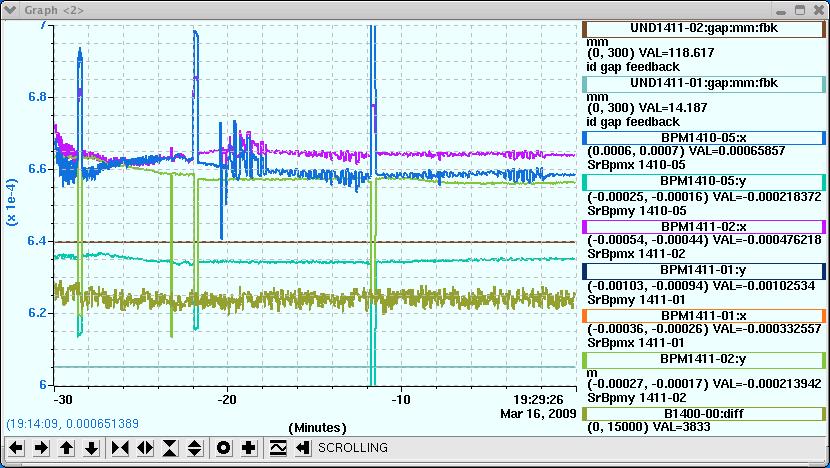 Graph <2>
7
6.8
6.6
6.4
6.2
6
(x 1e-4)
-30
-20
-10
19:29:26
Mar 16, 2009
(Minutes)
(19:14:09, 0.000651389)
SCROLLING
UND1411-02:gap:mm:fbk
mm
(0, 300) VAL=118.617
id gap feedback
UND1411-01:gap:mm:fbk
mm
(0, 300) VAL=14.187
id gap feedback
BPM1410-05:x
(0.0006, 0.0007) VAL=0.00065857
SrBpmx 1410-05
BPM1410-05:y
(-0.00025, -0.00016) VAL=-0.000218372
SrBpmy 1410-05
BPM1411-02:x
(-0.00054, -0.00044) VAL=-0.000476218
SrBpmx 1411-02
BPM1411-01:y
(-0.00103, -0.00094) VAL=-0.00102534
SrBpmy 1411-01
BPM1411-01:x
(-0.00036, -0.00026) VAL=-0.000332557
SrBpmx 1411-01
BPM1411-02:y
m
(-0.00027, -0.00017) VAL=-0.000213942
SrBpmy 1411-02
B1400-00:diff
(0, 15000) VAL=3833